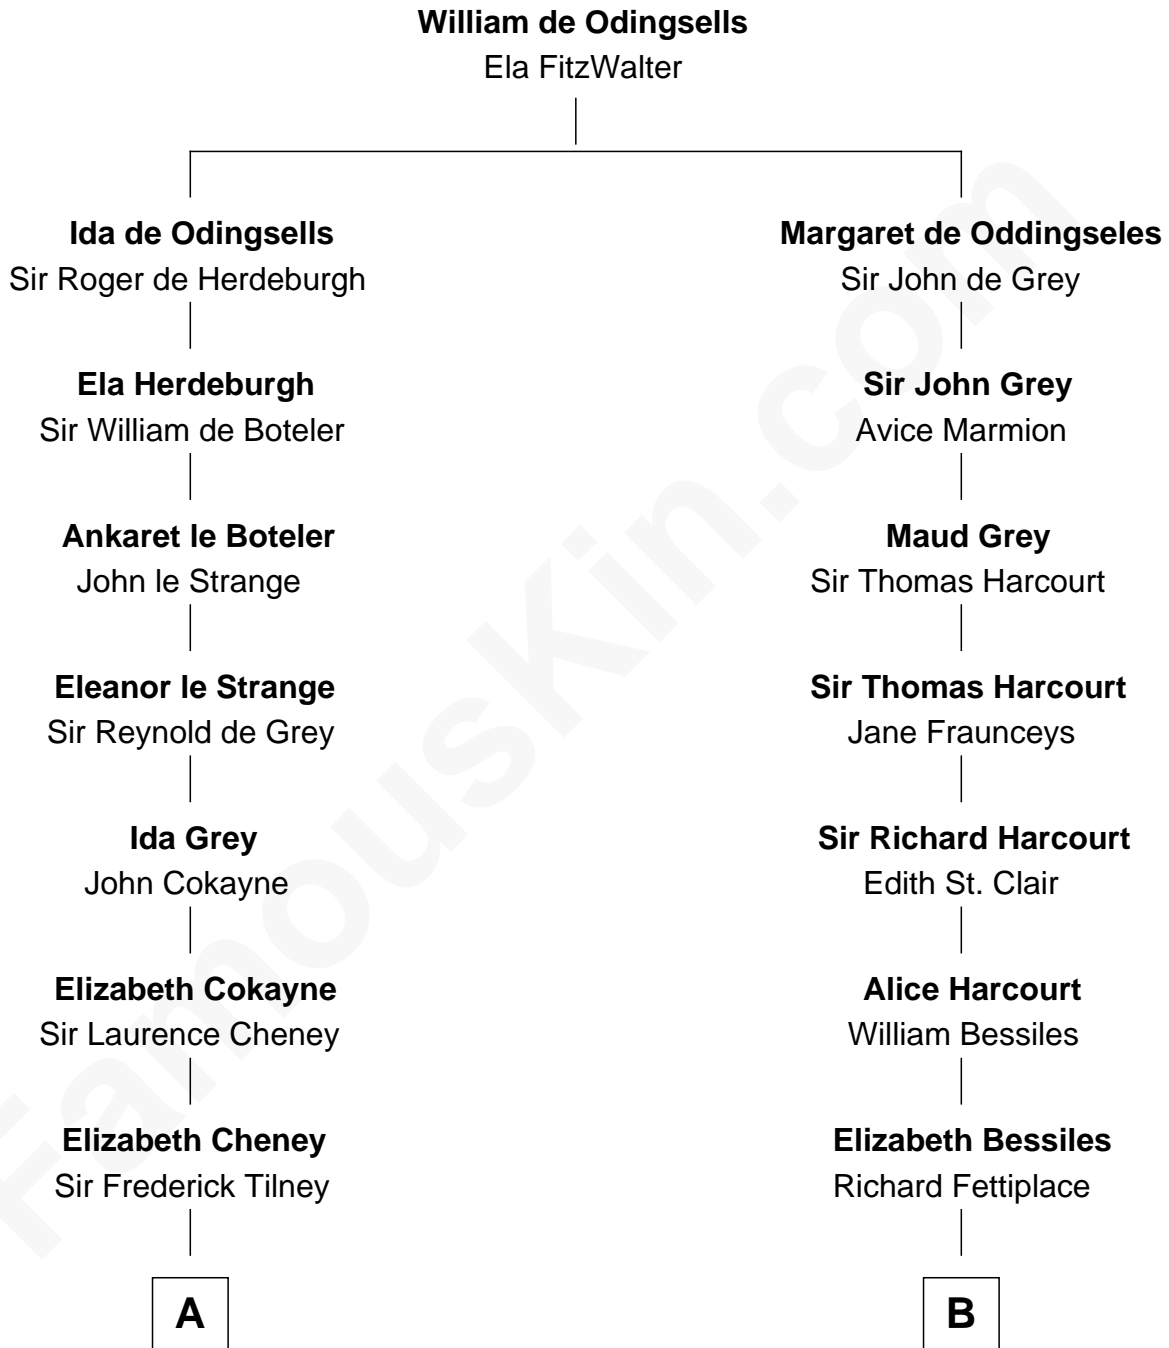 William de Odingsells
Ela FitzWalter
Ida de Odingsells
Sir Roger de Herdeburgh
Margaret de Oddingseles
Sir John de Grey
Ela Herdeburgh
Sir William de Boteler
Sir John Grey
Avice Marmion
Ankaret le Boteler
John le Strange
Maud Grey
Sir Thomas Harcourt
Eleanor le Strange
Sir Reynold de Grey
Sir Thomas Harcourt
Jane Fraunceys
Ida Grey
John Cokayne
Sir Richard Harcourt
Edith St. Clair
Elizabeth Cokayne
Sir Laurence Cheney
Alice Harcourt
William Bessiles
Elizabeth Cheney
Sir Frederick Tilney
Elizabeth Bessiles
Richard Fettiplace
A
B
FamousKin.com